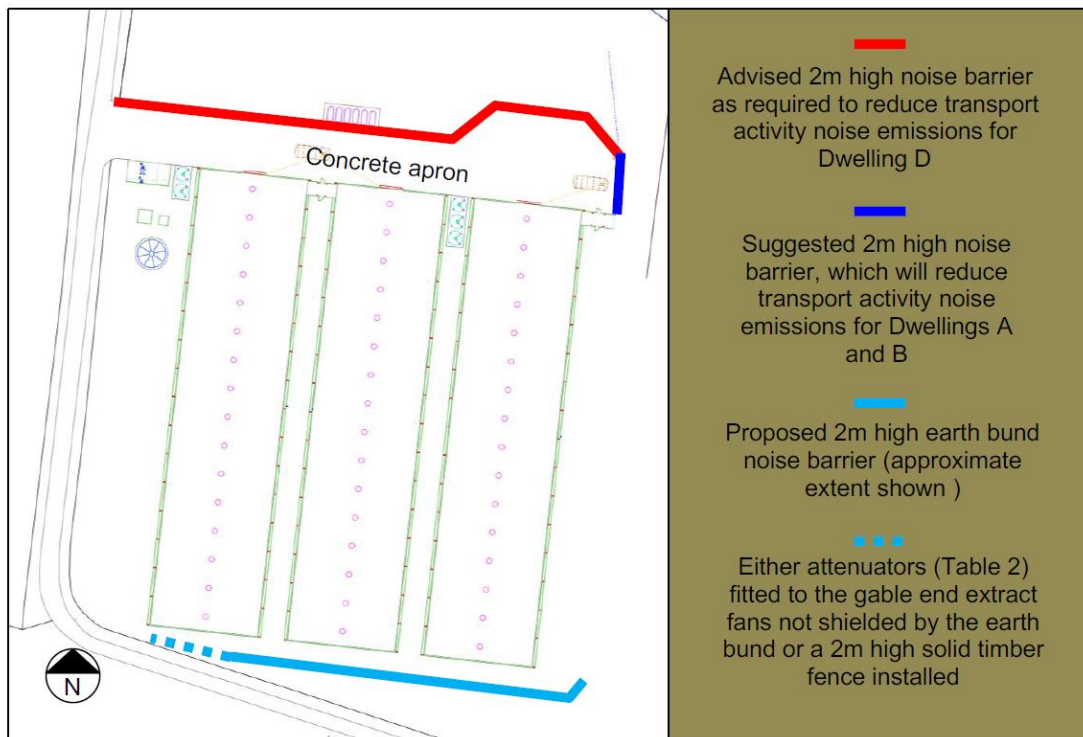 Concrete apron
N
Advised 2m high noise barrier
as required to reduce transport
activity noise emissions for
Dwelling D
Suggested 2m high noise
barrier, which will reduce
transport activity noise
emissions for Dwellings A
and B
Proposed 2m high earth bund
noise barrier (approximate
extent shown )
Either attenuators (Table 2)
fitted to the gable end extract
fans not shielded by the earth
bund or a 2m high solid timber
fence installed